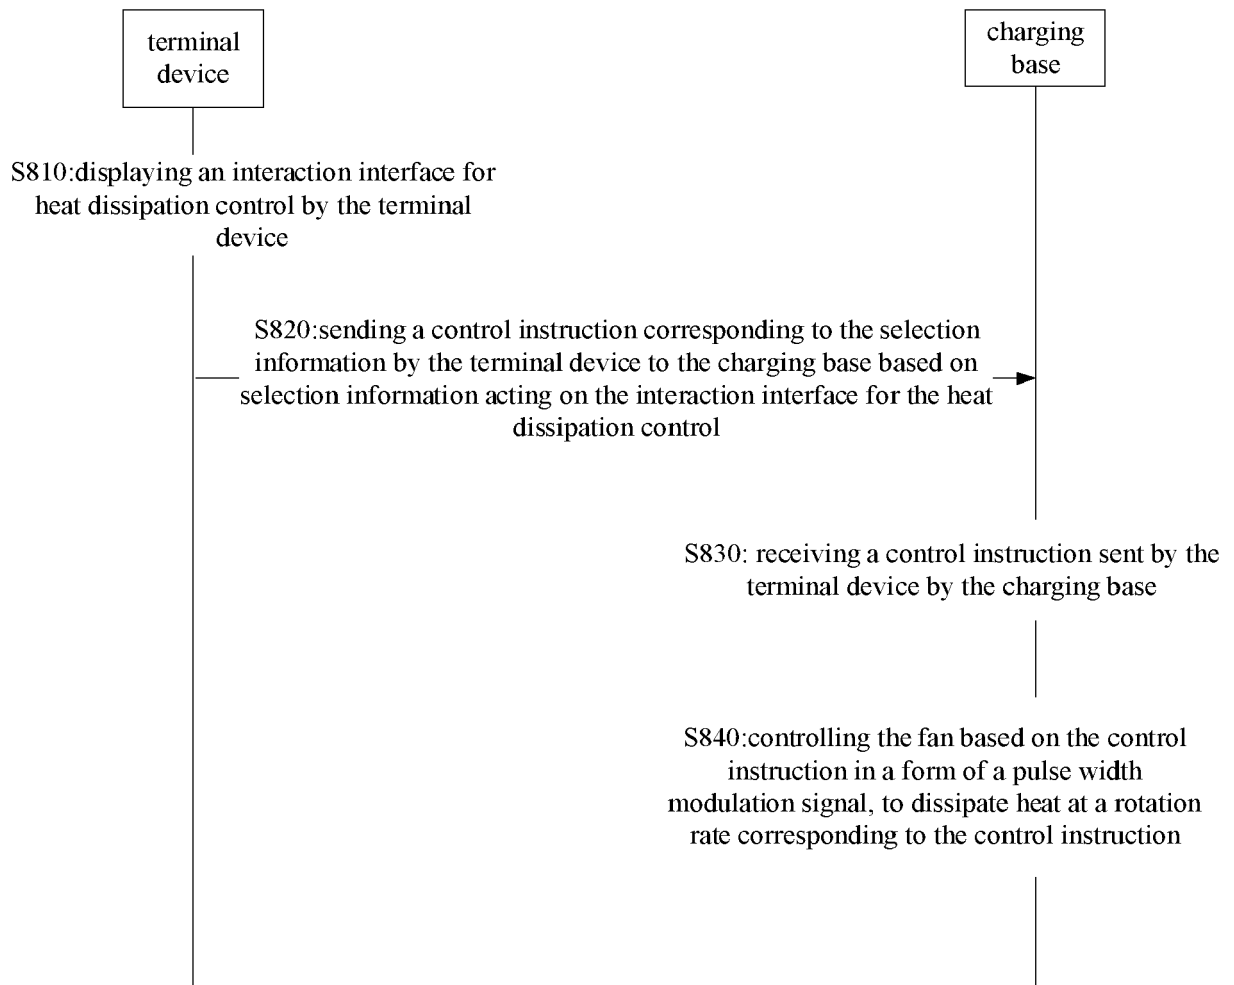 terminal
device
charging
base
S810:displaying an interaction interface for
heat dissipation control by the terminal
device
S820:sending a control instruction corresponding to the selection
information by the terminal device to the charging base based on
selection information acting on the interaction interface for the heat
dissipation control
S830: receiving a control instruction sent by the
terminal device by the charging base
S840:controlling the fan based on the control
instruction in a form of a pulse width
modulation signal, to dissipate heat at a rotation
rate corresponding to the control instruction